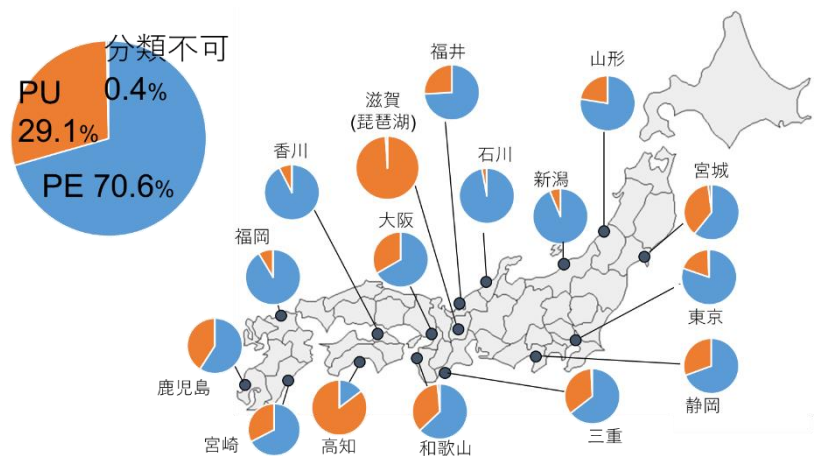 分類不可
0.4%
PU
29.1%
PE 70.6%
福井
山形
滋賀
(琵琶湖)
香川
石川
新潟
宮城
大阪
福岡
東京
鹿児島
静岡
宮崎
高知
和歌山
三重